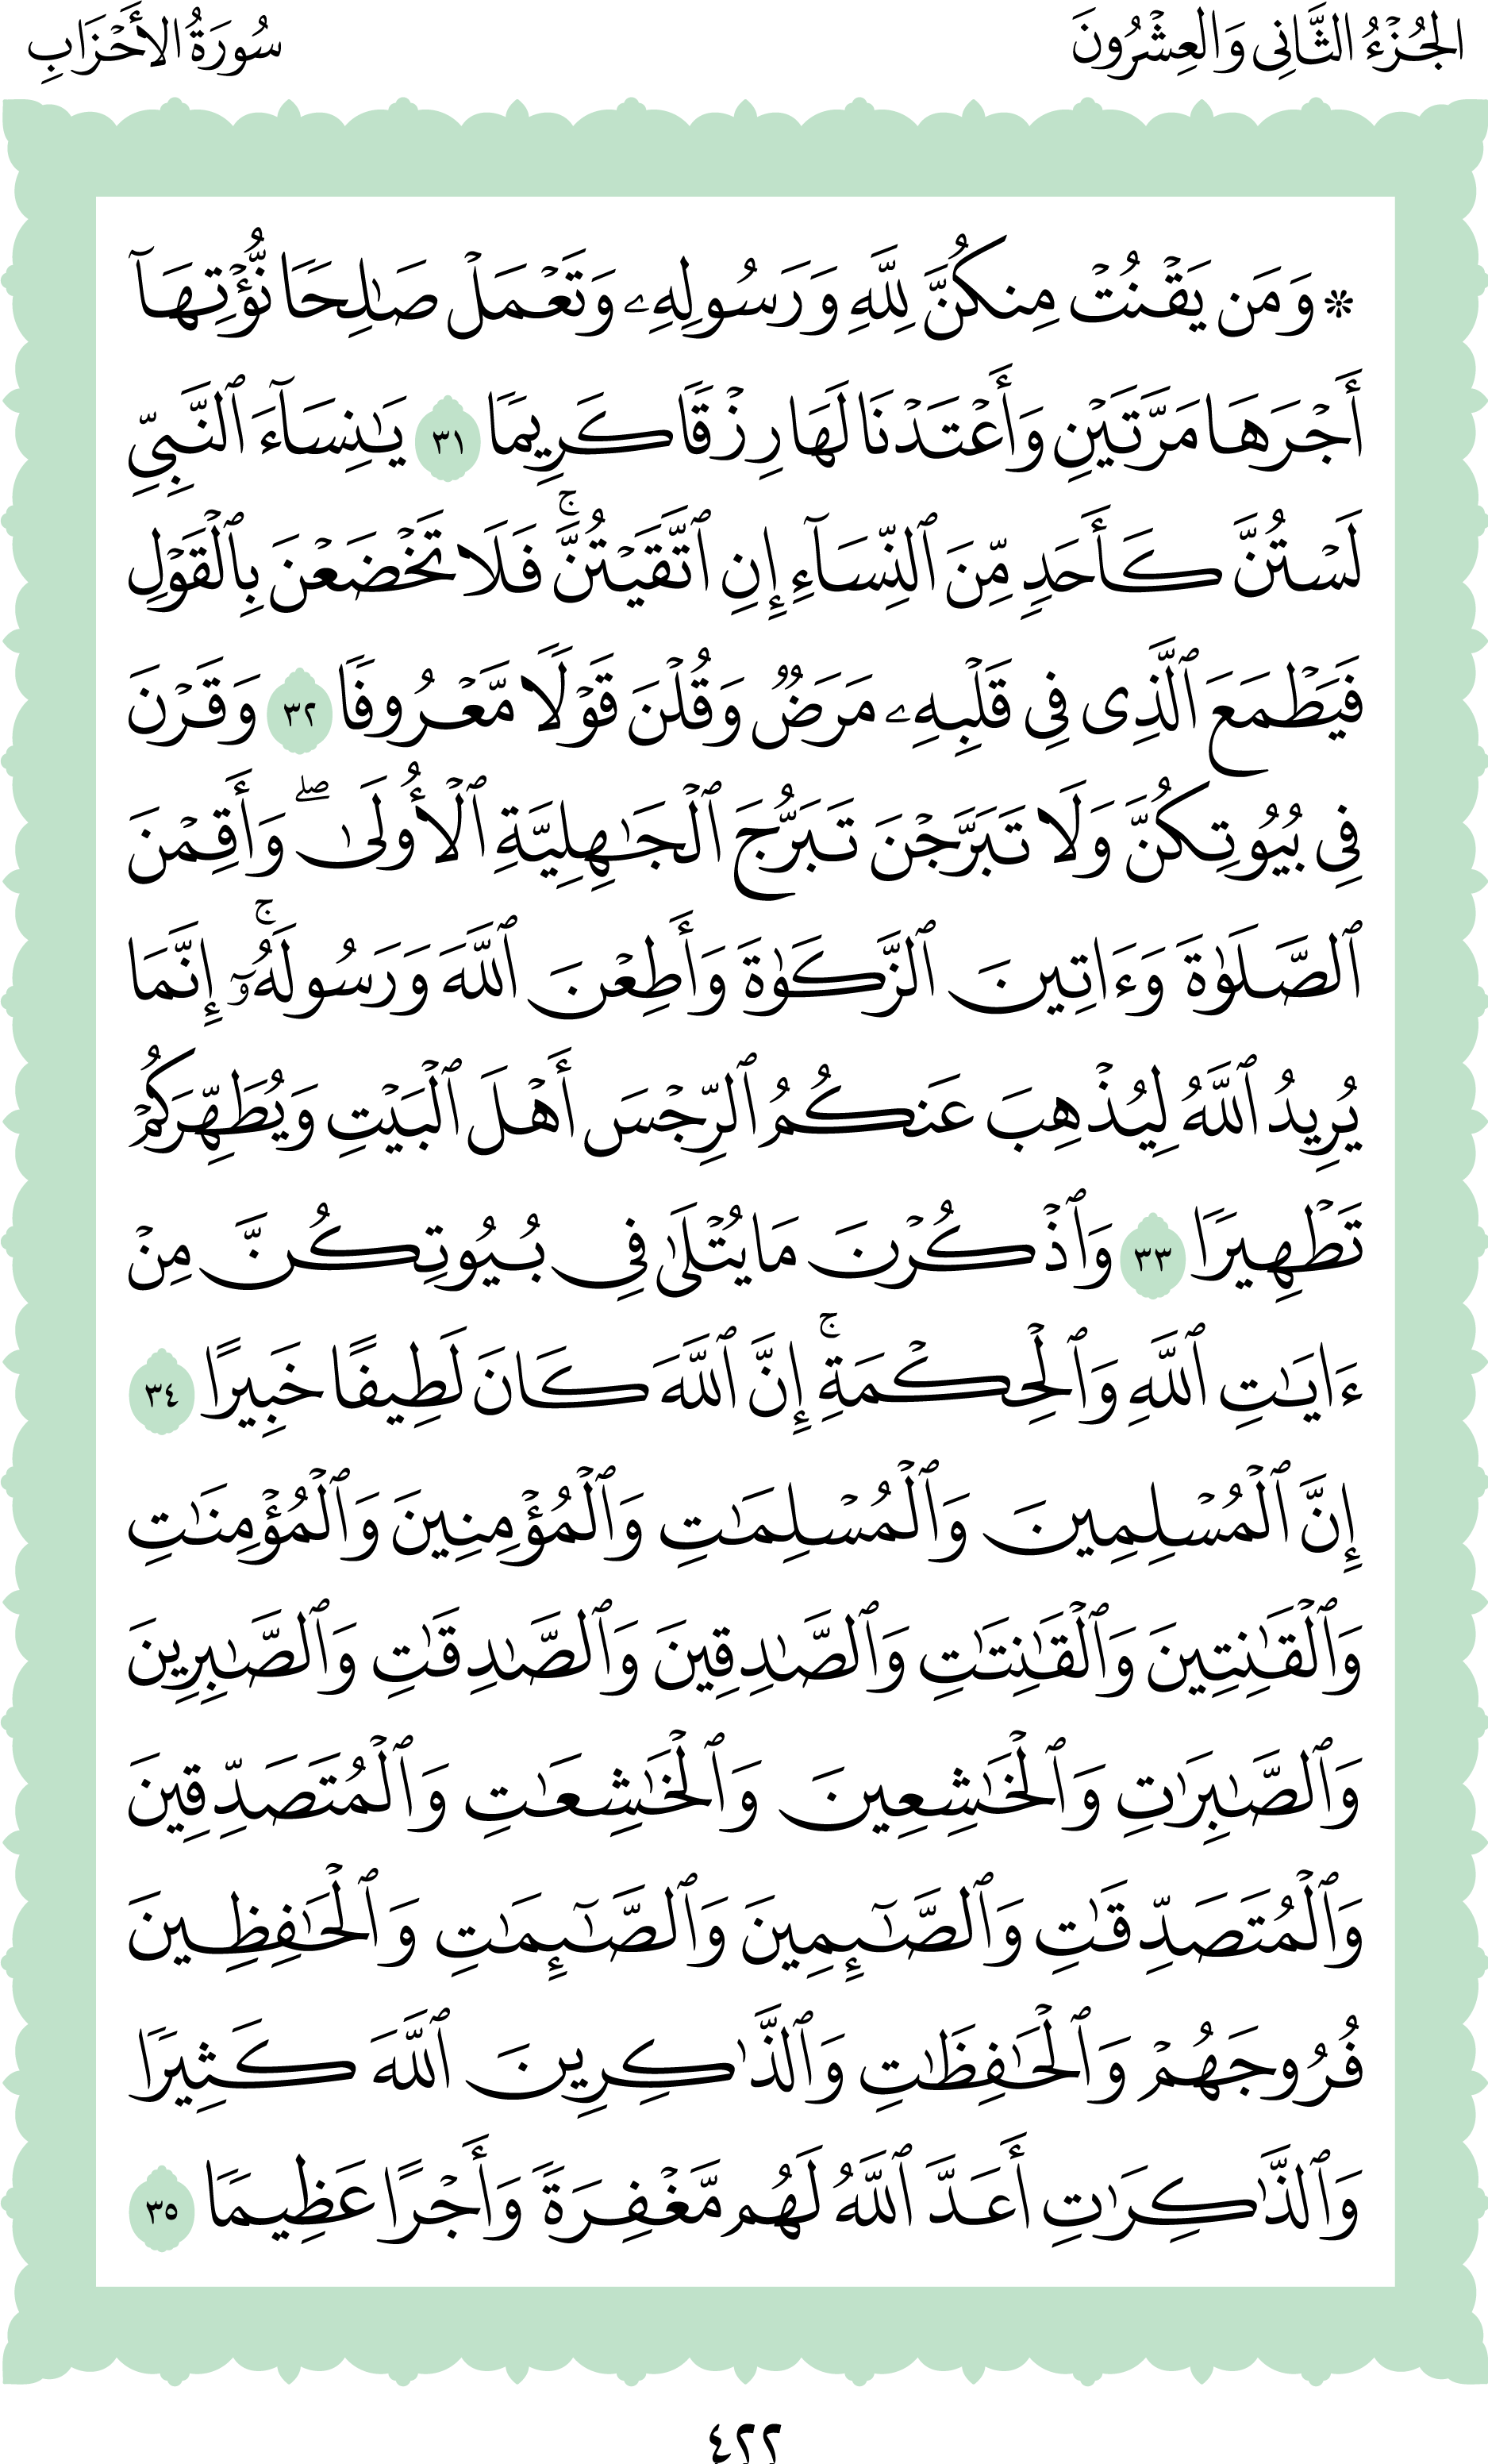 الجُزْءُ الثَّانِي وَالعِشْرُونَ
سُورَةُ الأَحْزَابِ
* وَمَن يَقْنُتْ مِنكُنَّ لِلَّهِ وَرَسُولِهِۦ وَتَعْمَلْ صَٰلِحًا نُّؤْتِهَآ
أَجْرَهَا مَرَّتَيْنِ وَأَعْتَدْنَا لَهَا رِزْقًا كَرِيمًا ٣١ يَٰنِسَآءَ ٱلنَّبِيِّ
لَسْتُنَّ كَأَحَدٍ مِّنَ ٱلنِّسَآءِ إِنِ ٱتَّقَيْتُنَّۚ فَلَا تَخْضَعْنَ بِٱلْقَوْلِ
فَيَطْمَعَ ٱلَّذِى فِى قَلْبِهِۦ مَرَضٌ وَقُلْنَ قَوْلًا مَّعْرُوفًا ٣٢ وَقَرْنَ
فِى بُيُوتِكُنَّ وَلَا تَبَرَّجْنَ تَبَرُّجَ ٱلْجَٰهِلِيَّةِ ٱلْأُولَىٰۖ وَأَقِمْنَ
ٱلصَّلَوٰةَ وَءَاتِينَ ٱلزَّكَوٰةَ وَأَطِعْنَ ٱللَّهَ وَرَسُولَهُۥٓۚ إِنَّمَا
يُرِيدُ ٱللَّهُ لِيُذْهِبَ عَنكُمُ ٱلرِّجْسَ أَهْلَ ٱلْبَيْتِ وَيُطَهِّرَكُمْ
تَطْهِيرًا ٣٣ وَٱذْكُرْنَ مَا يُتْلَىٰ فِى بُيُوتِكُنَّ مِنْ
ءَايَٰتِ ٱللَّهِ وَٱلْحِكْمَةِۚ إِنَّ ٱللَّهَ كَانَ لَطِيفًا خَبِيرًا ٣٤
إِنَّ ٱلْمُسْلِمِينَ وَٱلْمُسْلِمَٰتِ وَٱلْمُؤْمِنِينَ وَٱلْمُؤْمِنَٰتِ
وَٱلْقَٰنِتِينَ وَٱلْقَٰنِتَٰتِ وَٱلصَّٰدِقِينَ وَٱلصَّٰدِقَٰتِ وَٱلصَّٰبِرِينَ
وَٱلصَّٰبِرَٰتِ وَٱلْخَٰشِعِينَ وَٱلْخَٰشِعَٰتِ وَٱلْمُتَصَدِّقِينَ
وَٱلْمُتَصَدِّقَٰتِ وَٱلصَّٰٓئِمِينَ وَٱلصَّٰٓئِمَٰتِ وَٱلْحَٰفِظِينَ
فُرُوجَهُمْ وَٱلْحَٰفِظَٰتِ وَٱلذَّٰكِرِينَ ٱللَّهَ كَثِيرًا
وَٱلذَّٰكِرَٰتِ أَعَدَّ ٱللَّهُ لَهُم مَّغْفِرَةً وَأَجْرًا عَظِيمًا ٣٥
٤٢٢